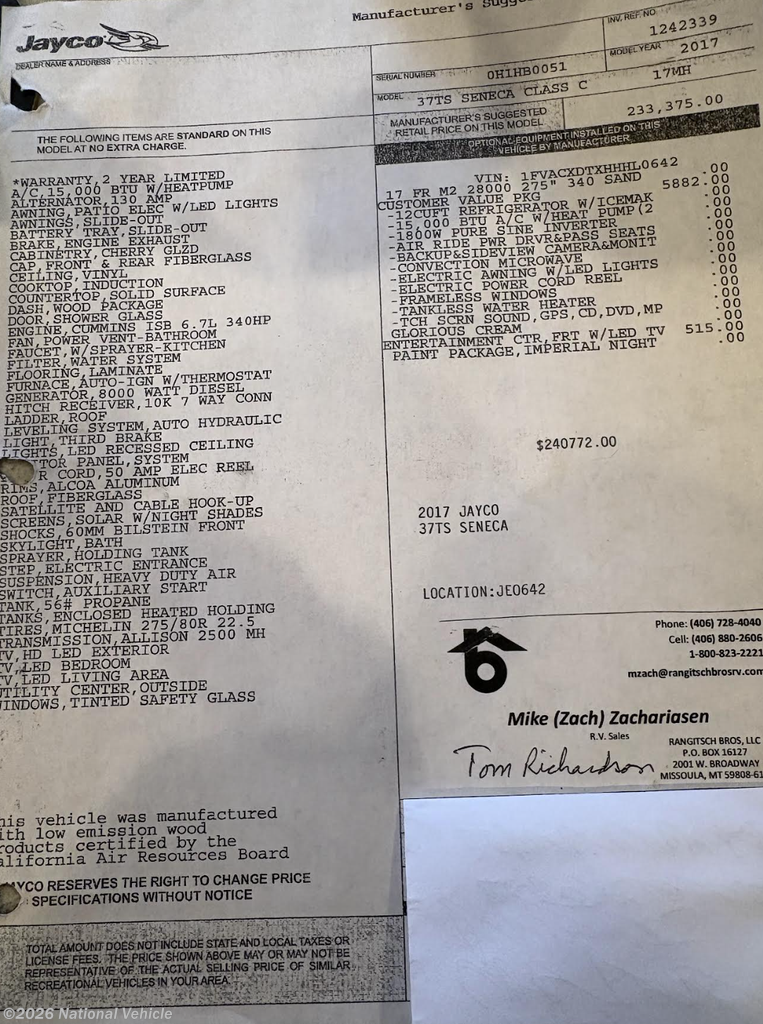 Manufacturer's
Jayco
DEALER NAME & ADDRESS
INV. REF. NO.
1242339
SERIAL NUMBER
0H1HB0051
MODEL YEAR
2017
MODEL
37TS SENECA CLASS C
17MH
MANUFACTURER'S SUGGESTED
RETAIL PRICE ON THIS MODEL
233,375.00
THE FOLLOWING ITEMS ARE STANDARD ON THIS
MODEL AT NO EXTRA CHARGE.
OPTIONAL EQUIPMENT INSTALLED ON THIS
VEHICLE BY MANUFACTURER
*WARRANTY,2 YEAR LIMITED
A/C,15,000 BTU W/HEATPUMP
ALTERNATOR,130 AMP
AWNING,PATIO ELEC W/LED LIGHTS
AWNINGS,SLIDE-OUT
BATTERY TRAY,SLIDE-OUT
BRAKE,ENGINE EXHAUST
CABINETRY,CHERRY GLZD
CAP,FRONT & REAR FIBERGLASS
CEILING,VINYL
COOKTOP,INDUCTION
COUNTERTOP,SOLID SURFACE
DASH,WOOD PACKAGE
DOOR,SHOWER GLASS
ENGINE,CUMMINS ISB 6.7L 340HP
FAN,POWER VENT-BATHROOM
FAUCET,W/SPRAYER-KITCHEN
FILTER,WATER SYSTEM
FLOORING,LAMINATE
FURNACE,AUTO-IGN W/THERMOSTAT
GENERATOR,8000 WATT DIESEL
HITCH RECEIVER,10K 7 WAY CONN
LADDER,ROOF
LEVELING SYSTEM,AUTO HYDRAULIC
LIGHT,THIRD BRAKE
LIGHTS,LED RECESSED CEILING
ITOR PANEL,SYSTEM
R CORD,50 AMP ELEC REEL
RIMS,ALCOA ALUMINUM
ROOF,FIBERGLASS
SATELLITE AND CABLE HOOK-UP
SCREENS,SOLAR W/NIGHT SHADES
SHOCKS,60MM BILSTEIN FRONT
SKYLIGHT,BATH
SPRAYER,HOLDING TANK
STEP,ELECTRIC ENTRANCE
SUSPENSION,HEAVY DUTY AIR
SWITCH,AUXILIARY START
TANK,56# PROPANE
TANKS,ENCLOSED HEATED HOLDING
TIRES,MICHELIN 275/80R 22.5
TRANSMISSION,ALLISON 2500 MH
TV,HD LED EXTERIOR
TV,LED BEDROOM
TV,LED LIVING AREA
UTILITY CENTER,OUTSIDE
INDOWS,TINTED SAFETY GLASS
VIN: 1FVACXDTXHHHL0642
17 FR M2 28000 275" 340 SAND .00
CUSTOMER VALUE PKG 5882.00
-12CUFT REFRIGERATOR W/ICEMAK .00
-15,000 BTU A/C W/HEAT PUMP(2 .00
-1800W PURE SINE INVERTER .00
-AIR RIDE PWR DRVR&PASS SEATS .00
-BACKUP&SIDEVIEW CAMERA&MONIT .00
-CONVECTION MICROWAVE .00
-ELECTRIC AWNING W/LED LIGHTS .00
-ELECTRIC POWER CORD REEL .00
-FRAMELESS WINDOWS .00
-TANKLESS WATER HEATER .00
-TCH SCRN SOUND,GPS,CD,DVD,MP .00
GLORIOUS CREAM .00
ENTERTAINMENT CTR,FRT W/LED TV 515.00
PAINT PACKAGE,IMPERIAL NIGHT .00
$240772.00
2017 JAYCO
37TS SENECA
LOCATION:JE0642
Phone: (406) 728-4040
Cell: (406) 880-2606
1-800-823-2221
mzach@rangitschbrosrv.com
b
Mike (Zach) Zachariasen
R.V. Sales
RANGITSCH BROS, LLC
P.O. BOX 16127
2001 W. BROADWAY
MISSOULA, MT 59808-61
Tom Richardson
his vehicle was manufactured
ith low emission wood
roducts certified by the
alifornia Air Resources Board
AYCO RESERVES THE RIGHT TO CHANGE PRICE
SPECIFICATIONS WITHOUT NOTICE
TOTAL AMOUNT DOES NOT INCLUDE STATE AND LOCAL TAXES OR
LICENSE FEES. THE PRICE SHOWN ABOVE MAY OR MAY NOT BE
REPRESENTATIVE OF THE ACTUAL SELLING PRICE OF SIMILAR
RECREATIONAL VEHICLES IN YOUR AREA.
©2026 National Vehicle